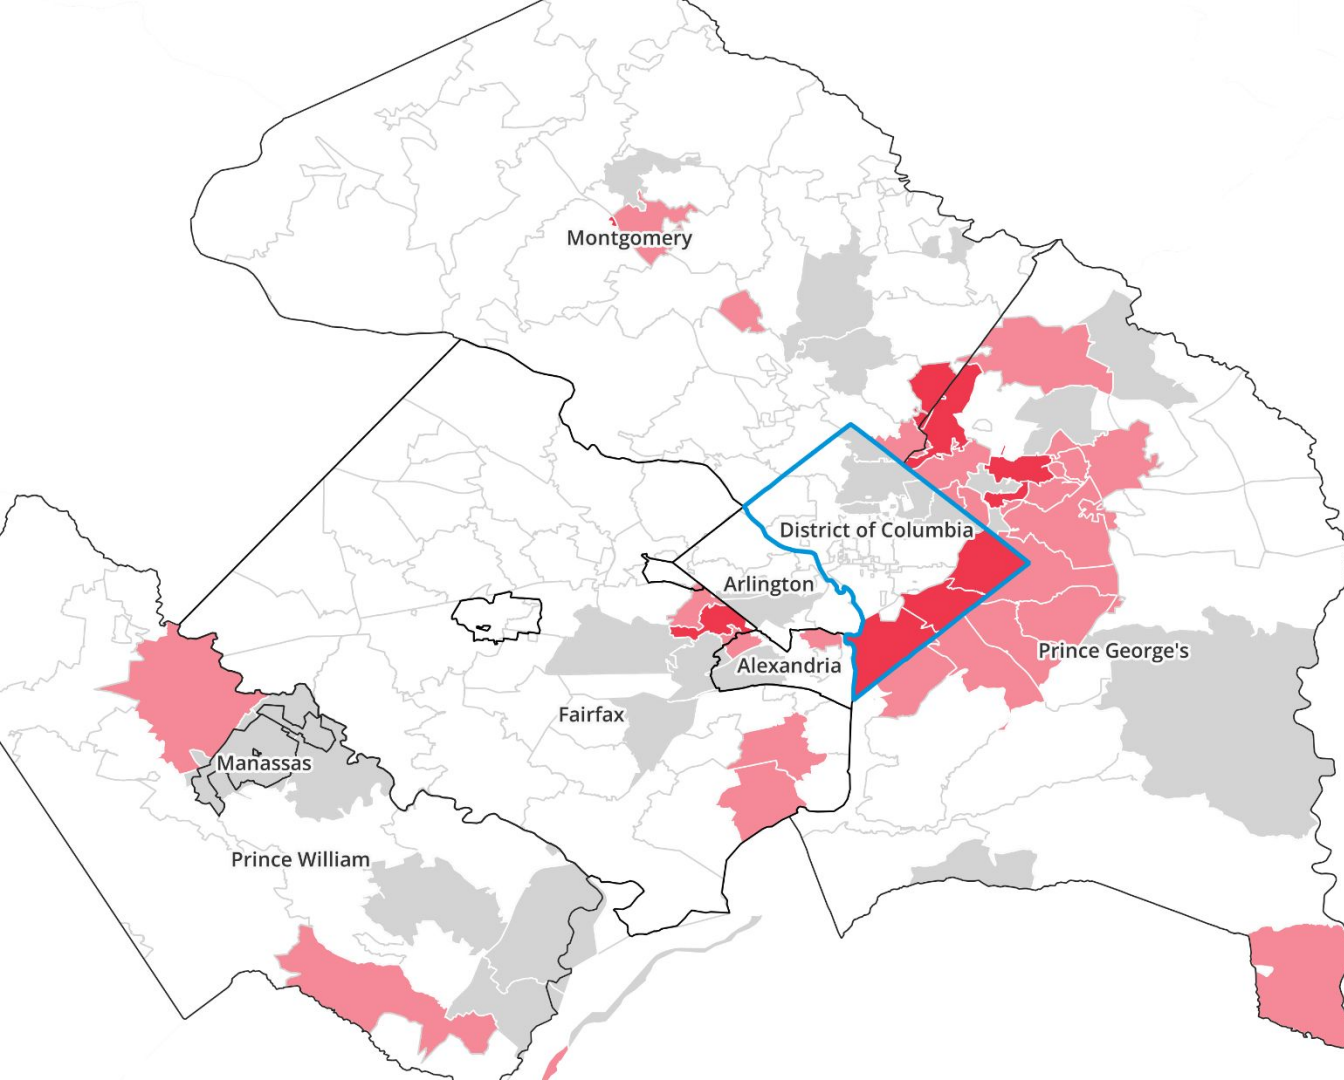 Montgomery
District of Columbia
Arlington
Prince George's
Alexandria
Fairfax
Manassas
Prince William